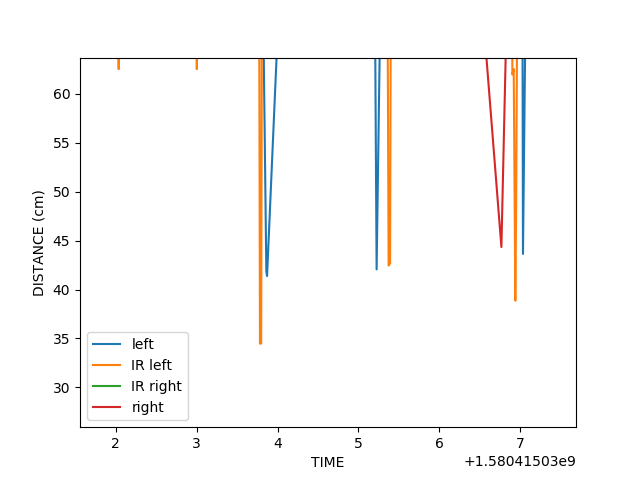 60
55
50
45
40
35
30
DISTANCE (cm)
left
IR left
IR right
right
2 3 4 5 6 7
TIME
+1.58041503e9